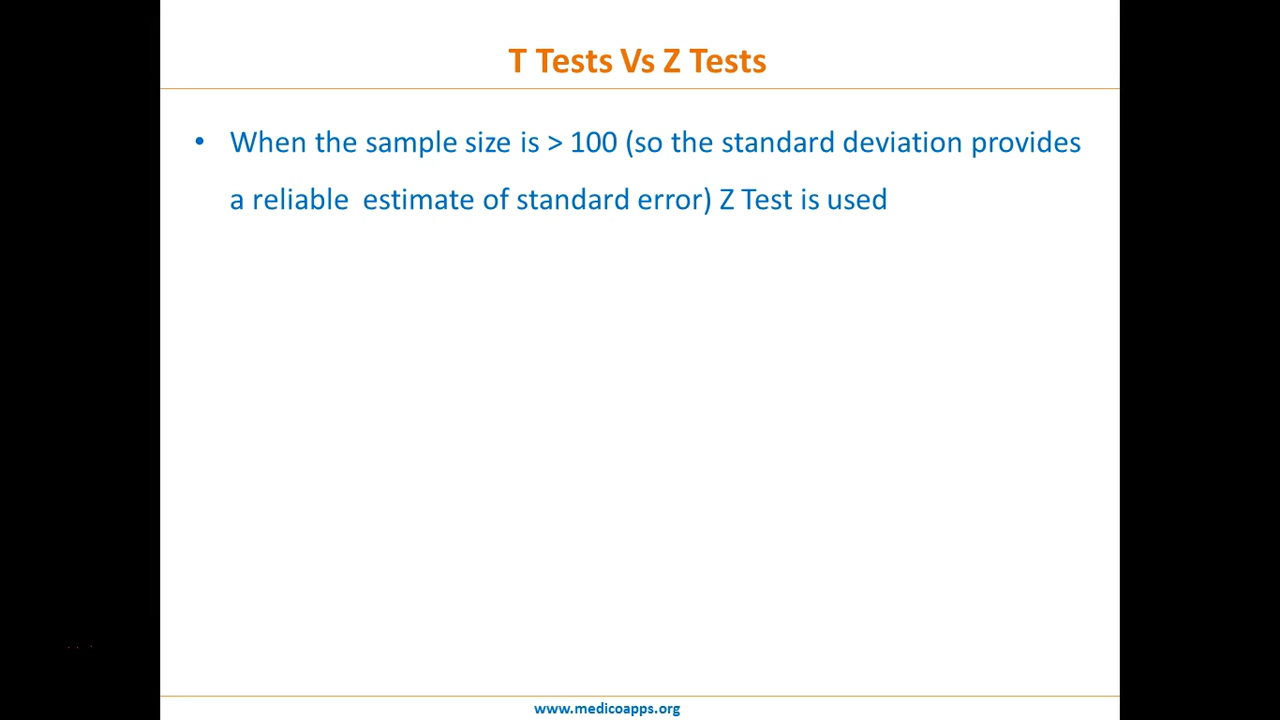 T Tests Vs Z Tests
• When the sample size is > 100 (so the standard deviation provides
a reliable estimate of standard error) Z Test is used
www.medicoapps.org